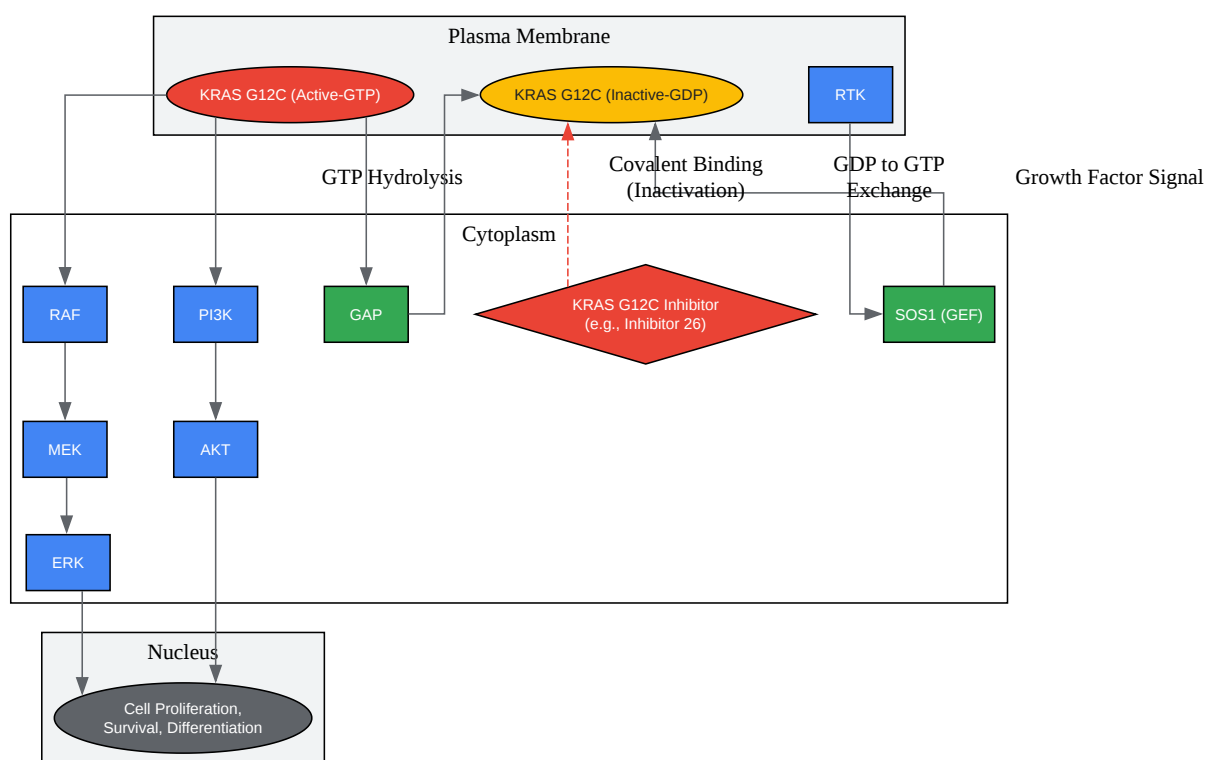 Plasma Membrane
KRAS G12C (Active-GTP)
KRAS G12C (Inactive-GDP)
RTK
GTP Hydrolysis
Covalent Binding
(Inactivation)
GDP to GTP
Exchange
Growth Factor Signal
Cytoplasm
RAF
PI3K
GAP
KRAS G12C Inhibitor
(e.g., Inhibitor 26)
SOS1 (GEF)
MEK
AKT
ERK
Nucleus
Cell Proliferation,
Survival, Differentiation